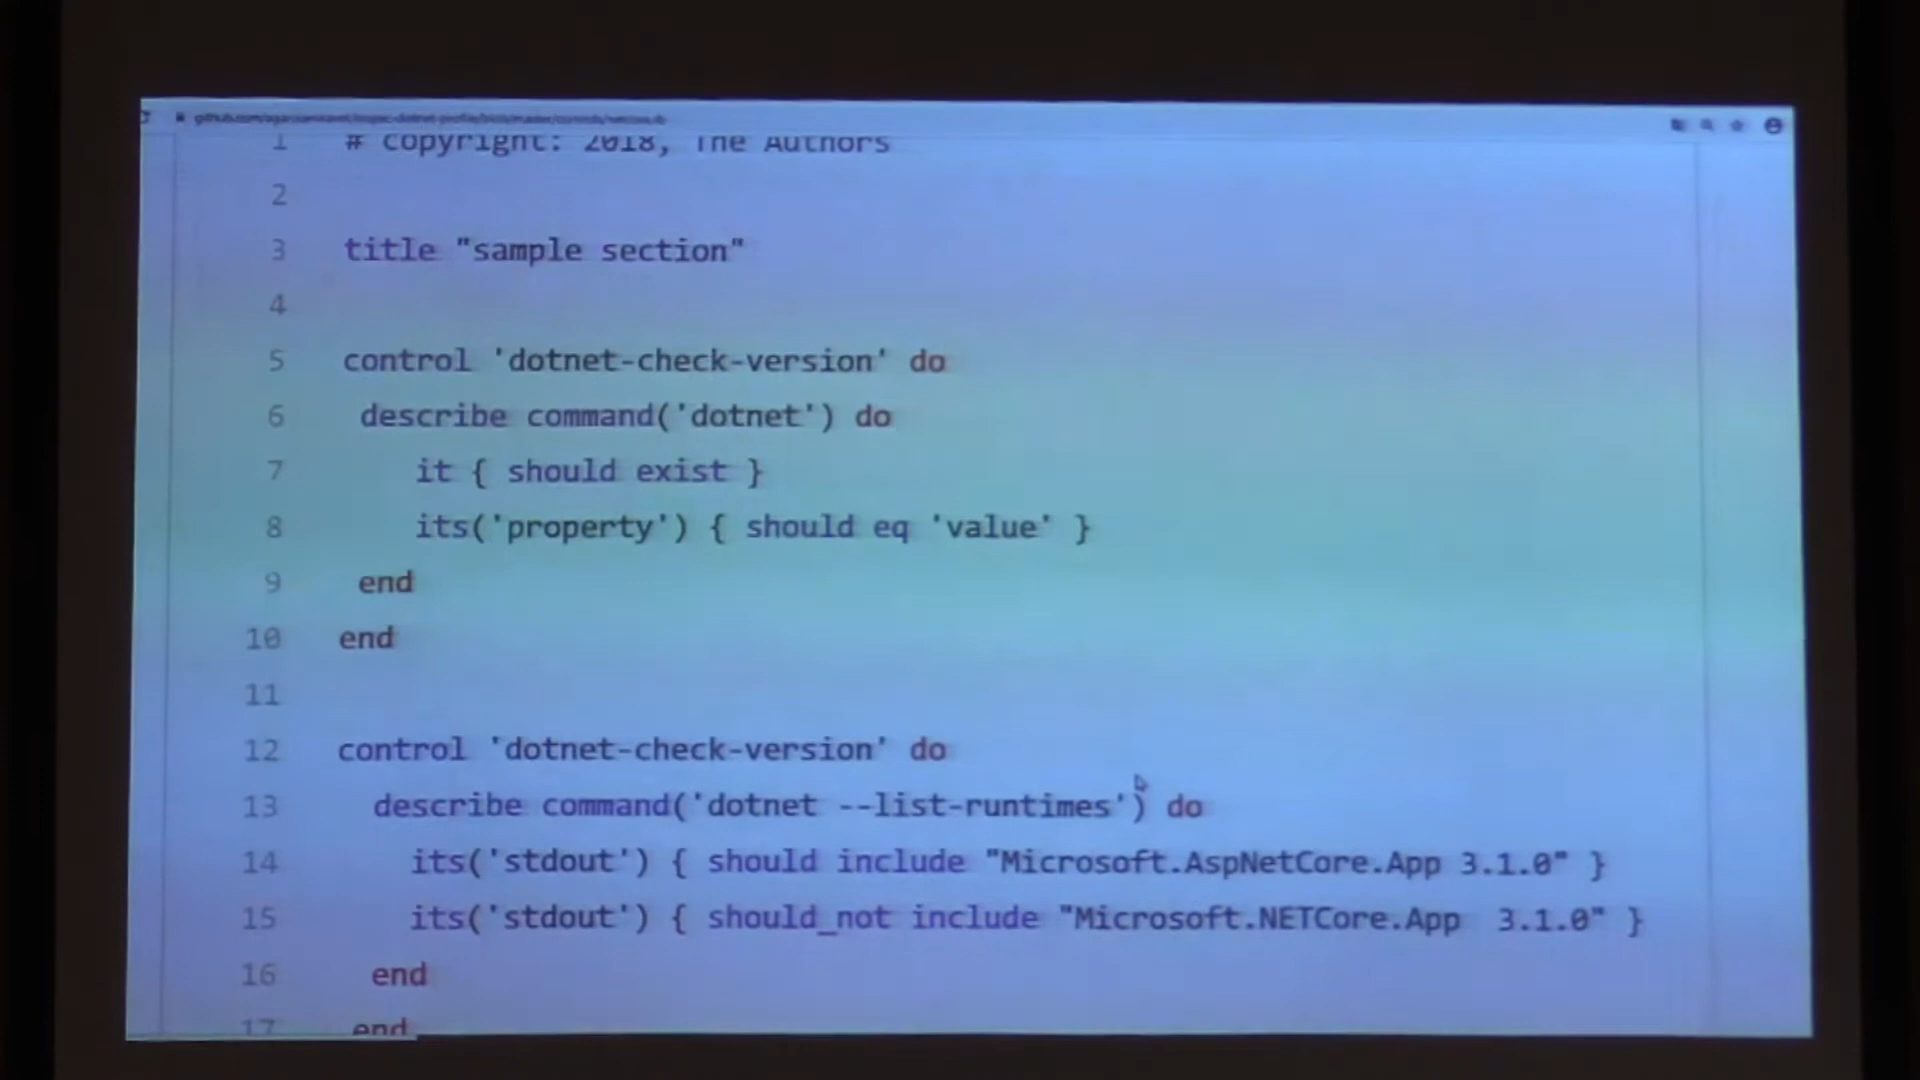 1 # Copyright: 2018, The Authors
2
3 title "sample section"
4
5 control 'dotnet-check-version' do
6 describe command('dotnet') do
7 it { should exist }
8 its('property') { should eq 'value' }
9 end
10 end
11
12 control 'dotnet-check-version' do
13 describe command('dotnet --list-runtimes') do
14 its('stdout') { should include "Microsoft.AspNetCore.App 3.1.0" }
15 its('stdout') { should_not include "Microsoft.NETCore.App  3.1.0" }
16 end
17 end